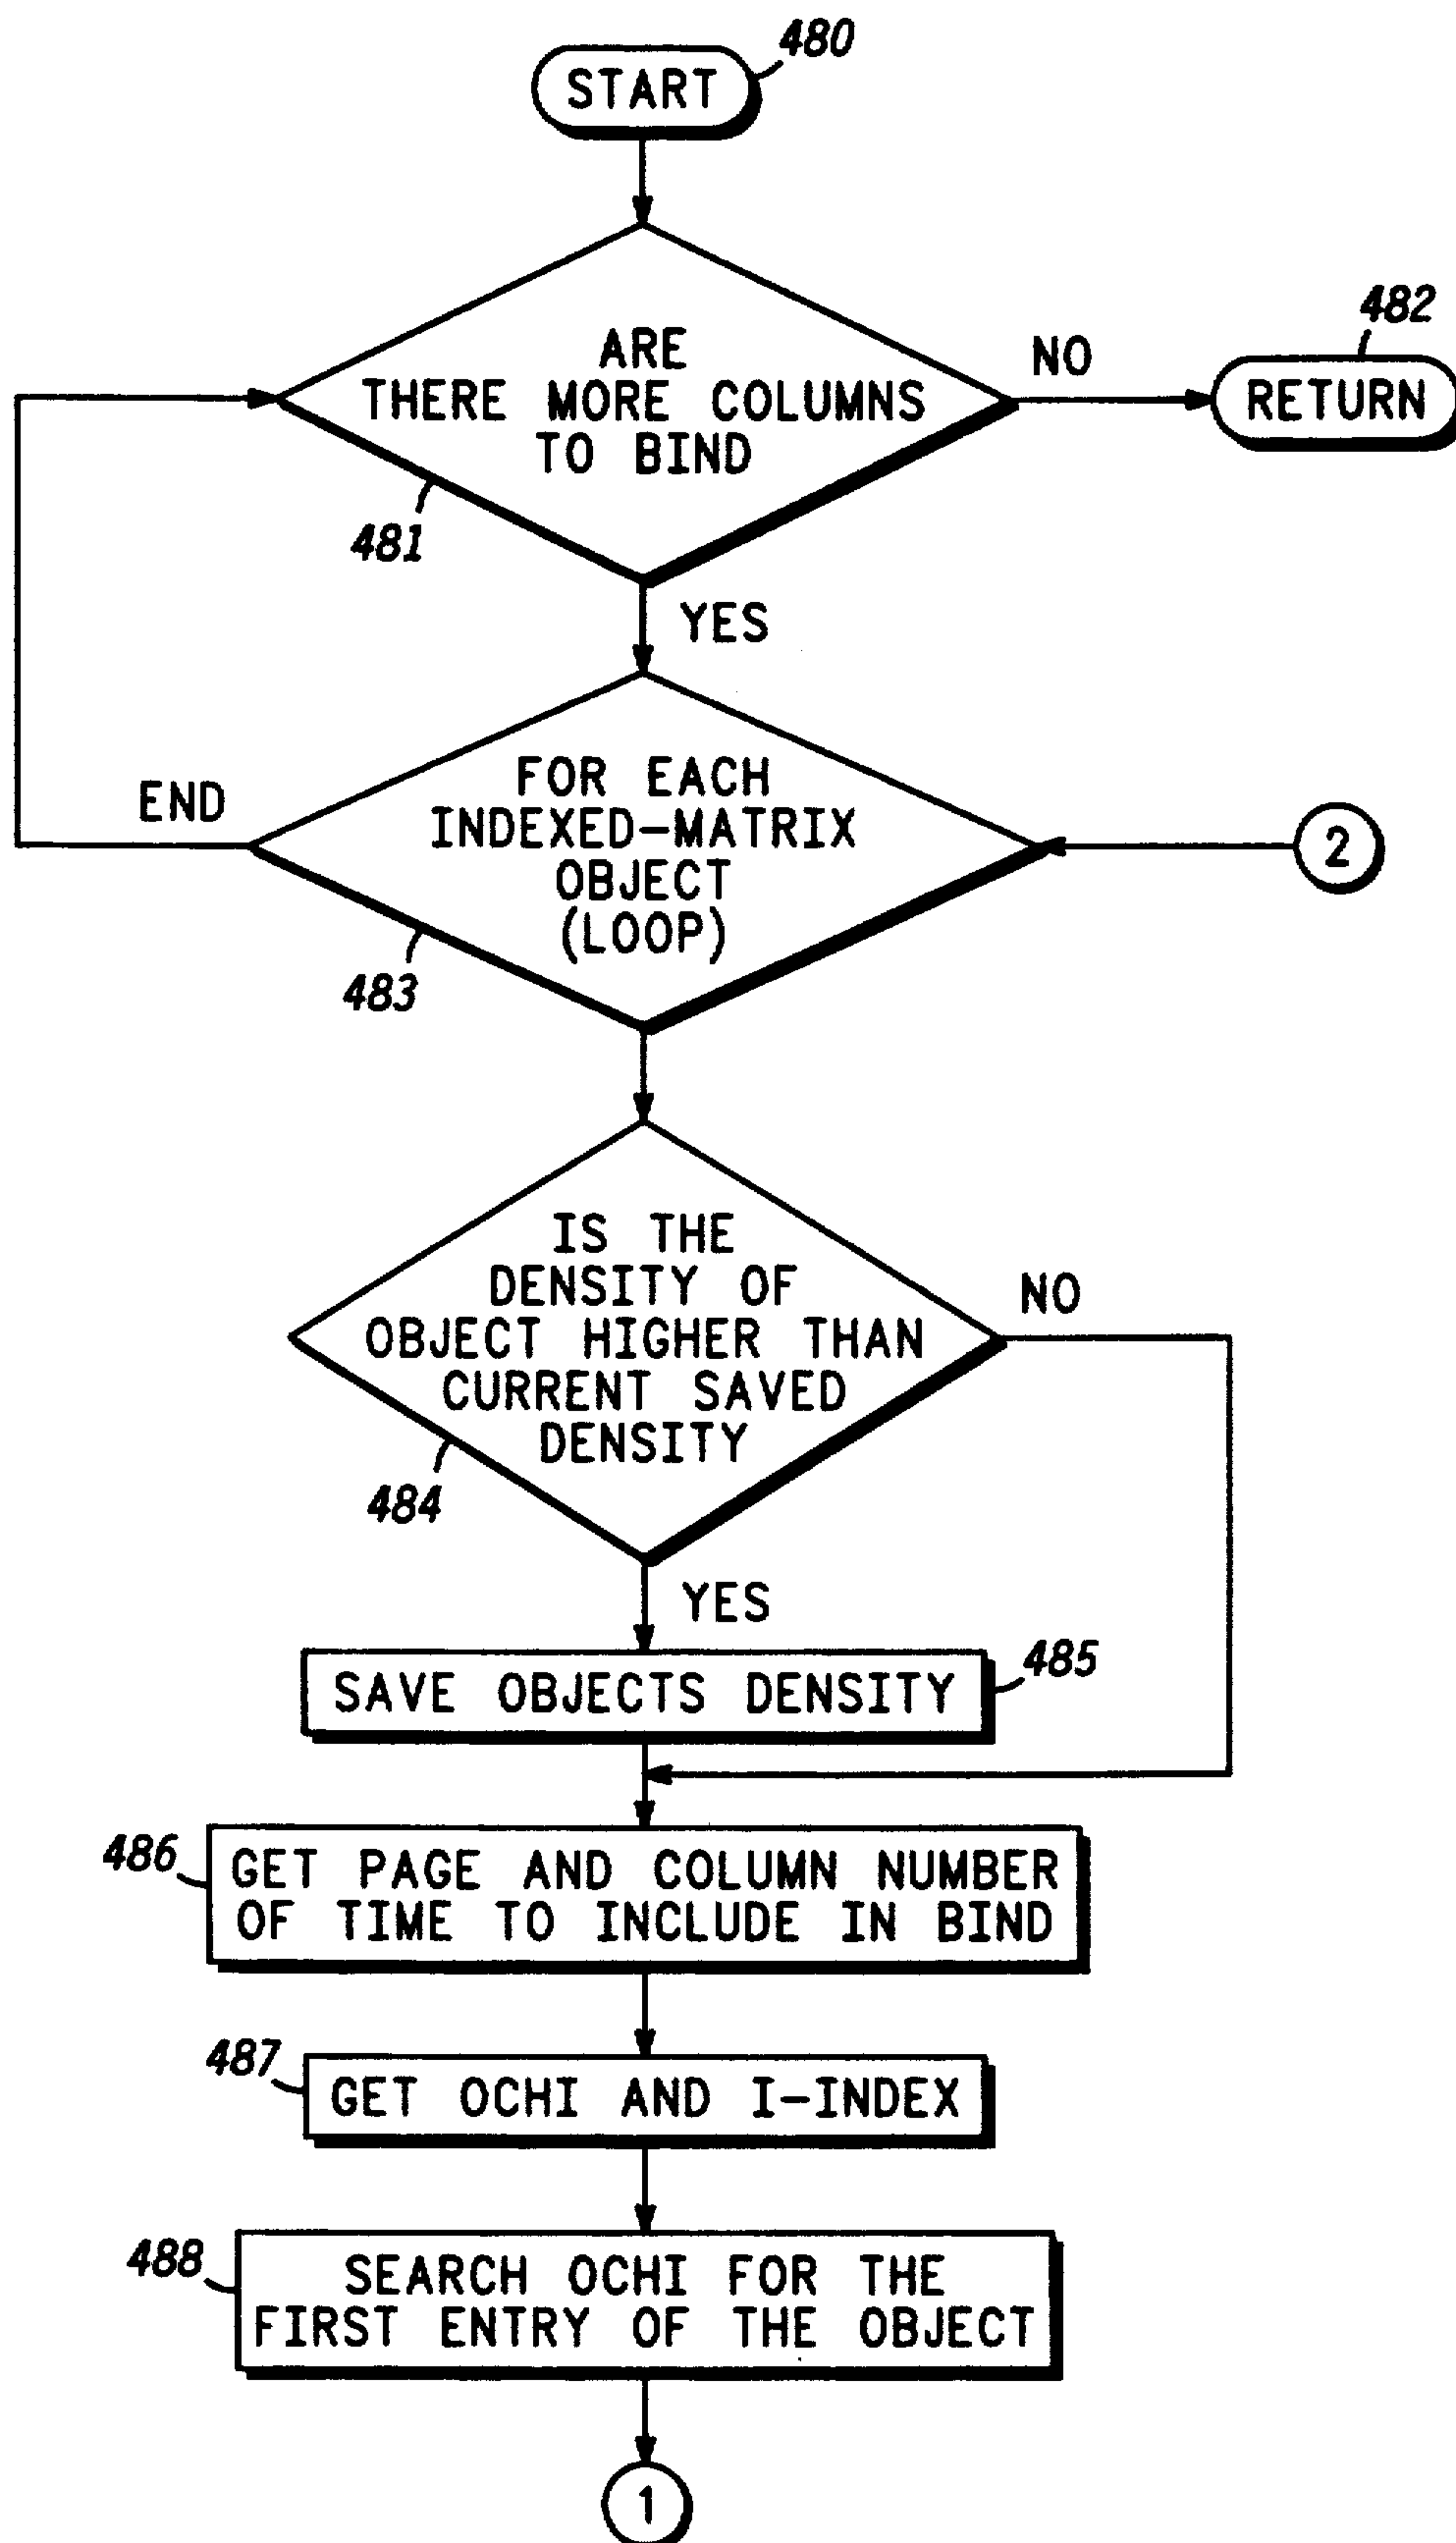 480
START
482
ARE
THERE MORE COLUMNS
TO BIND
NO
RETURN
481
YES
FOR EACH
INDEXED-MATRIX
OBJECT
(LOOP)
END
2
483
IS THE
DENSITY OF
OBJECT HIGHER THAN
CURRENT SAVED
DENSITY
NO
484
YES
485
SAVE OBJECTS DENSITY
486
GET PAGE AND COLUMN NUMBER
OF TIME TO INCLUDE IN BIND
487
GET OCHI AND I-INDEX
488
SEARCH OCHI FOR THE
FIRST ENTRY OF THE OBJECT
1